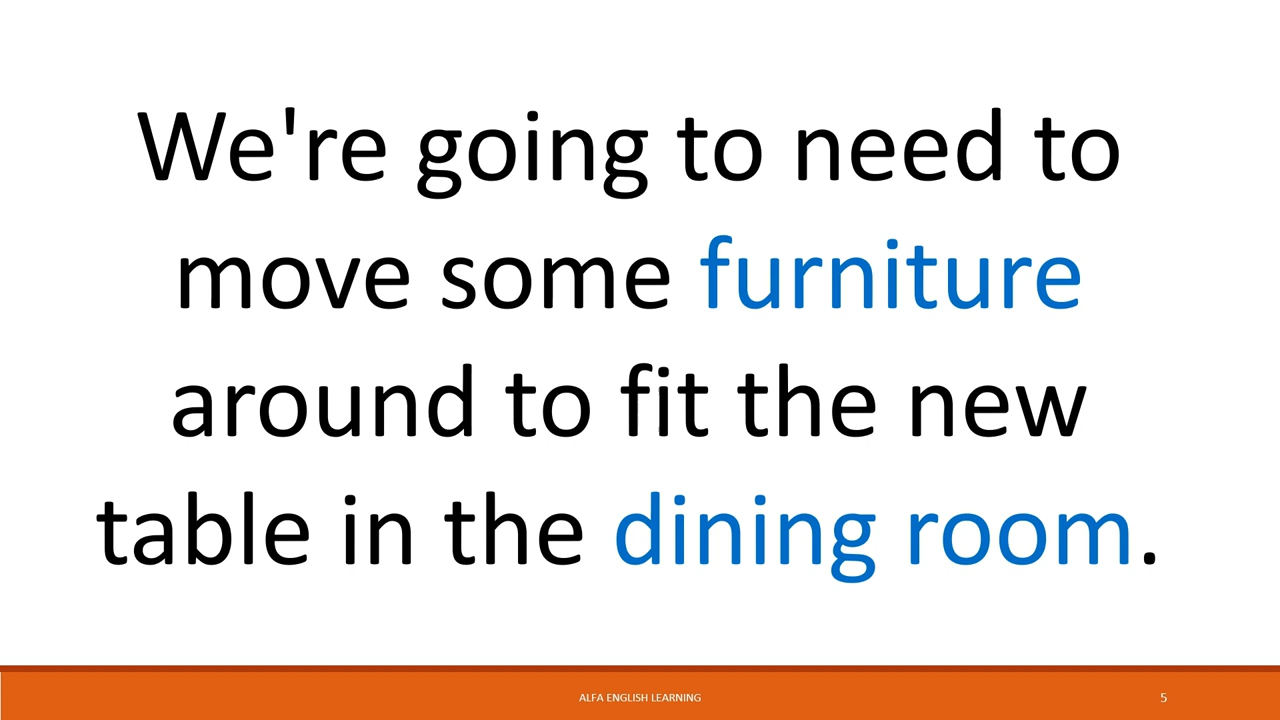 We're going to need to
move some furniture
around to fit the new
table in the dining room.
ALFA ENGLISH LEARNING
5